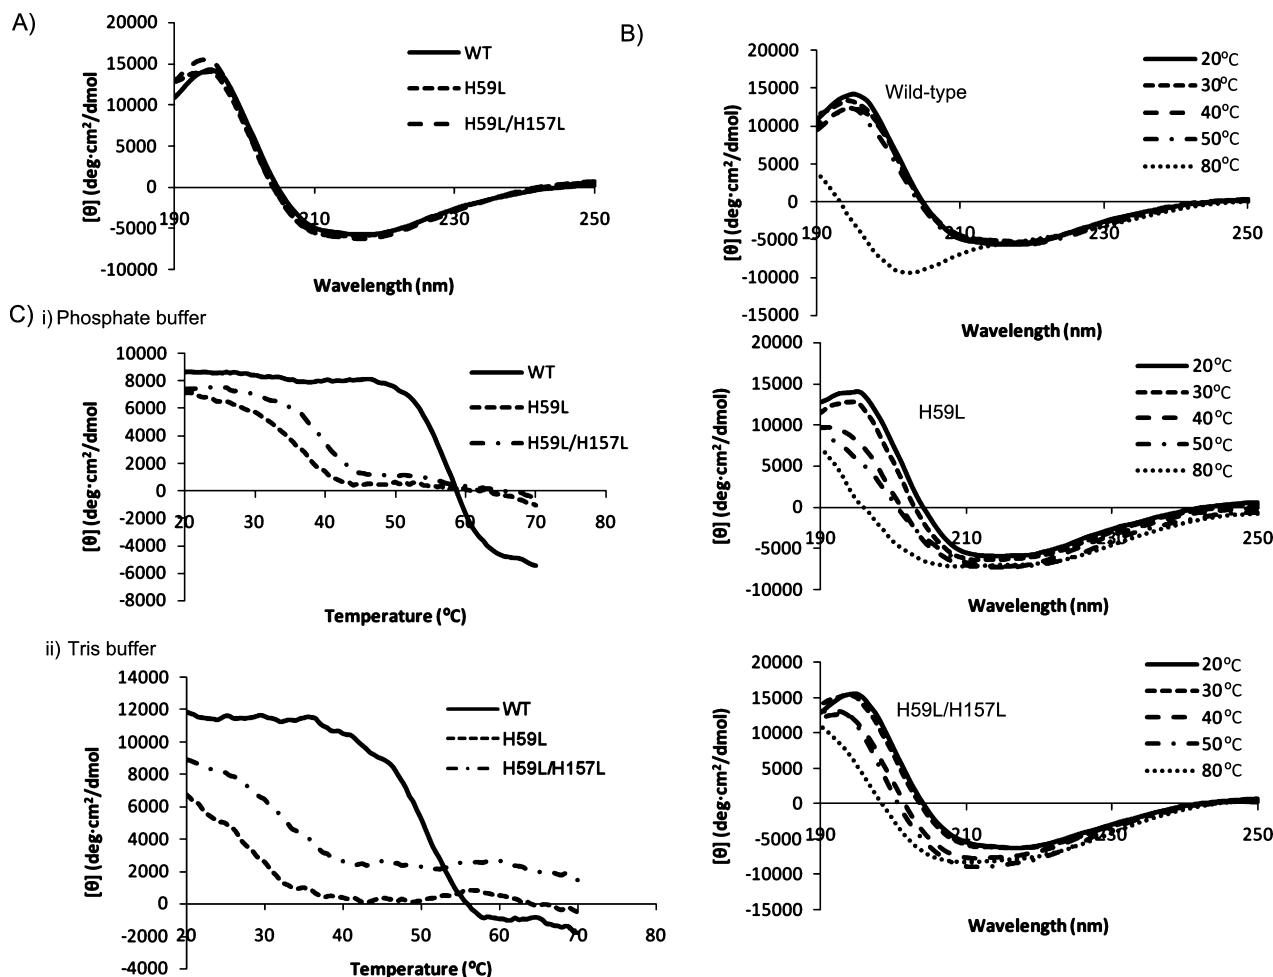 A)
20000
15000
10000
5000
0
-5000
-10000
190
210
230
250
[θ] (deg·cm²/dmol)
Wavelength (nm)
WT
H59L
H59L/H157L
B)
20000
15000
10000
5000
0
-5000
-10000
-15000
190
210
230
250
[θ] (deg·cm²/dmol)
Wavelength (nm)
Wild-type
20°C
30°C
40°C
50°C
80°C
20000
15000
10000
5000
0
-5000
-10000
190
210
230
250
[θ] (deg·cm²/dmol)
Wavelength (nm)
H59L
20°C
30°C
40°C
50°C
80°C
20000
15000
10000
5000
0
-5000
-10000
-15000
190
210
230
250
[θ] (deg·cm²/dmol)
Wavelength (nm)
H59L/H157L
20°C
30°C
40°C
50°C
80°C
C)
i) Phosphate buffer
10000
8000
6000
4000
2000
0
-2000
-4000
-6000
-8000
20
30
40
50
60
70
80
[θ] (deg·cm²/dmol)
Temperature (°C)
WT
H59L
H59L/H157L
ii) Tris buffer
14000
12000
10000
8000
6000
4000
2000
0
-2000
-4000
20
30
40
50
60
70
80
[θ] (deg·cm²/dmol
Temperature (°C)
WT
H59L
H59L/H157L